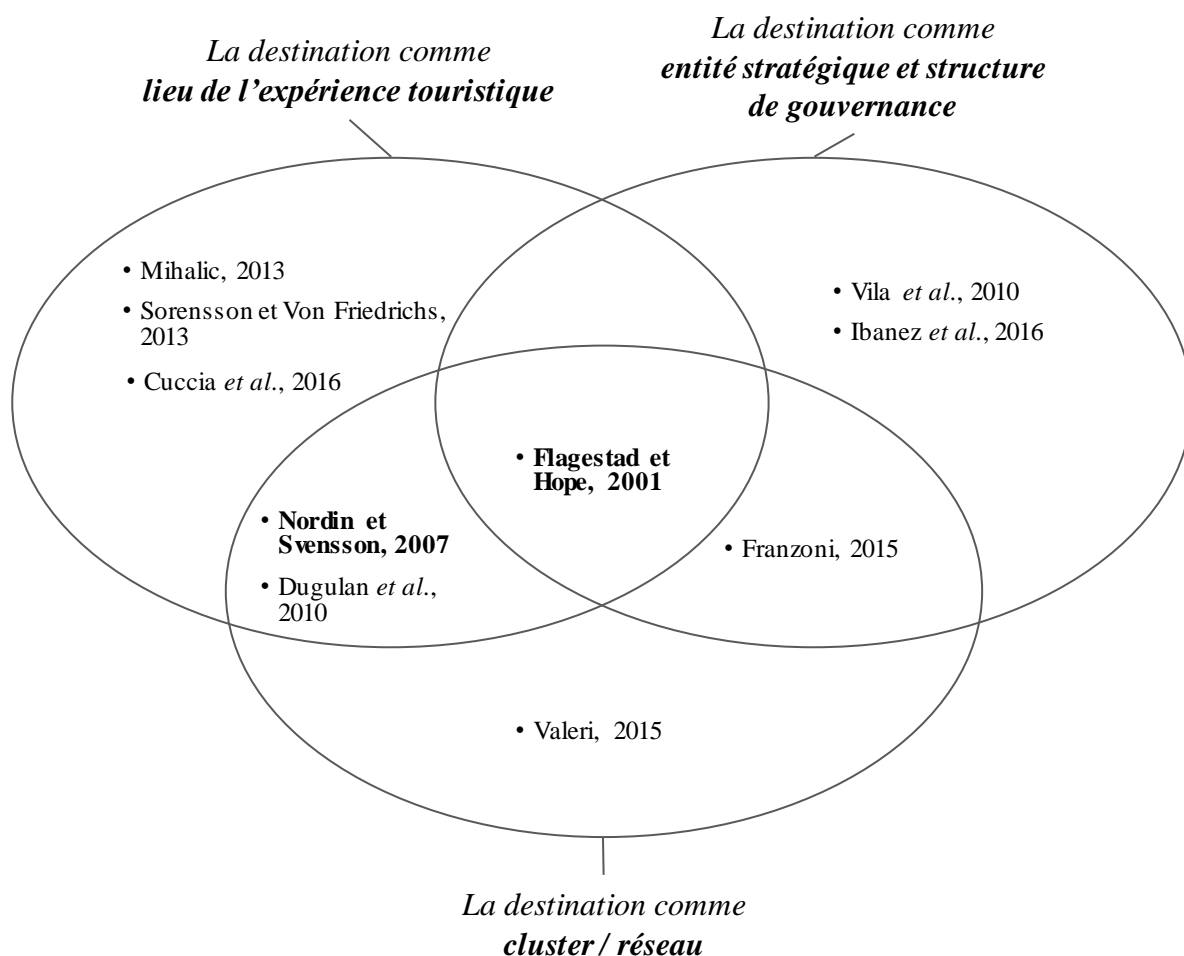 La destination comme
lieu de l'expérience touristique
La destination comme
entité stratégique et structure
de gouvernance
• Mihalic, 2013
• Sorensson et Von Friedrichs,
2013
• Cuccia et al., 2016
• Vila et al., 2010
• Ibanez et al., 2016
• Flagestad et
Hope, 2001
• Nordin et
Svensson, 2007
• Dugulan et al.,
2010
• Franzoni, 2015
• Valeri, 2015
La destination comme
cluster / réseau